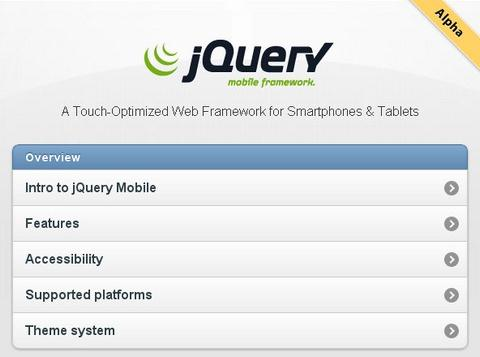 Alpha
jQuery
mobile framework.
A Touch-Optimized Web Framework for Smartphones & Tablets
Overview
Intro to jQuery Mobile
Features
Accessibility
Supported platforms
Theme system